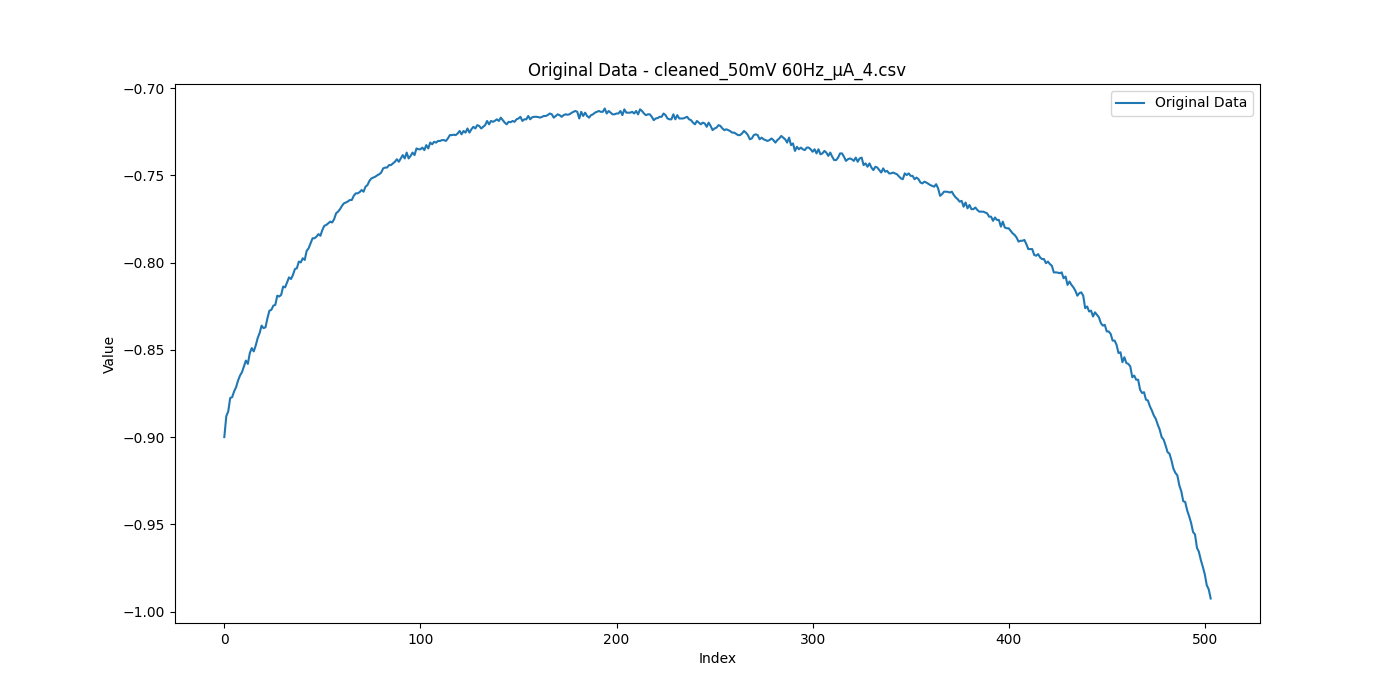 Original Data - cleaned_50mV 60Hz_µA_4.csv
Original Data
−0.70
−0.75
−0.80
−0.85
−0.90
−0.95
−1.00
Value
0 100 200 300 400 500
Index